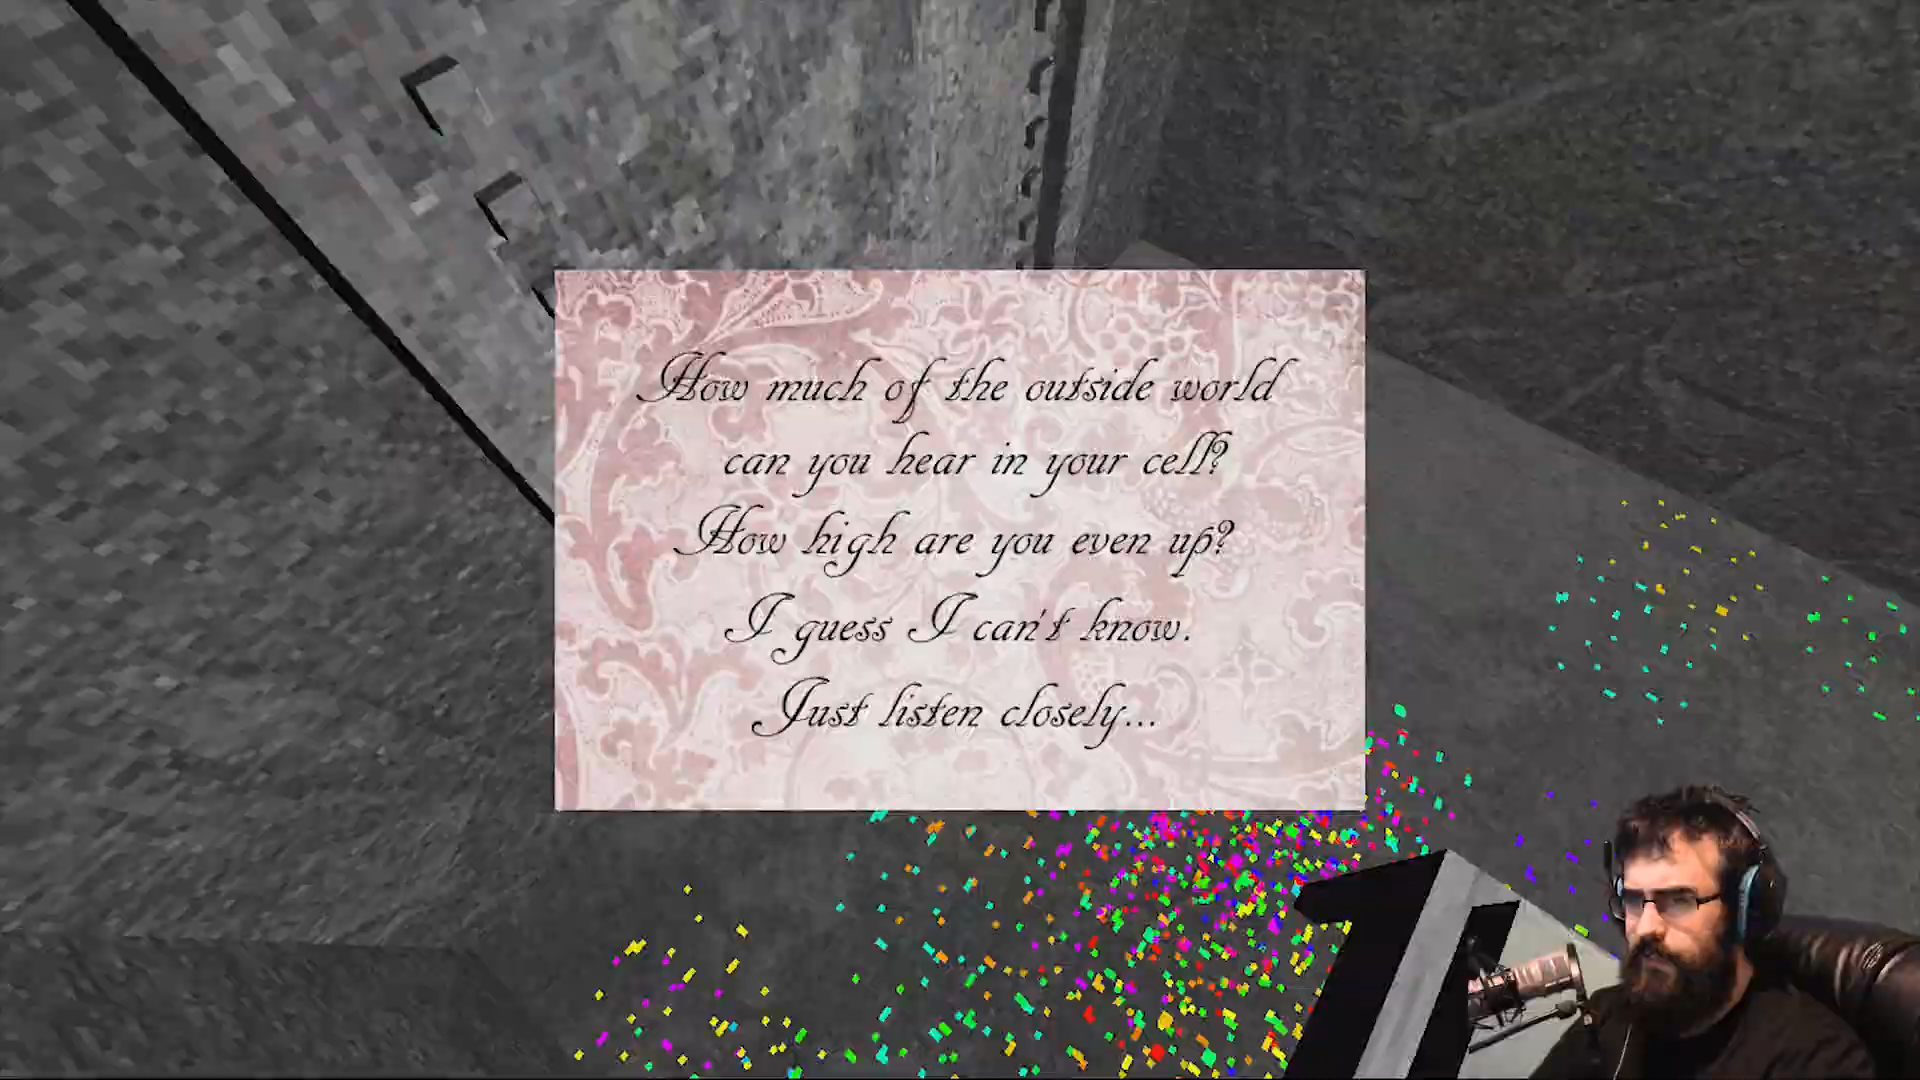 How much of the outside world
can you hear in your cell?
How high are you even up?
I guess I can't know.
Just listen closely...